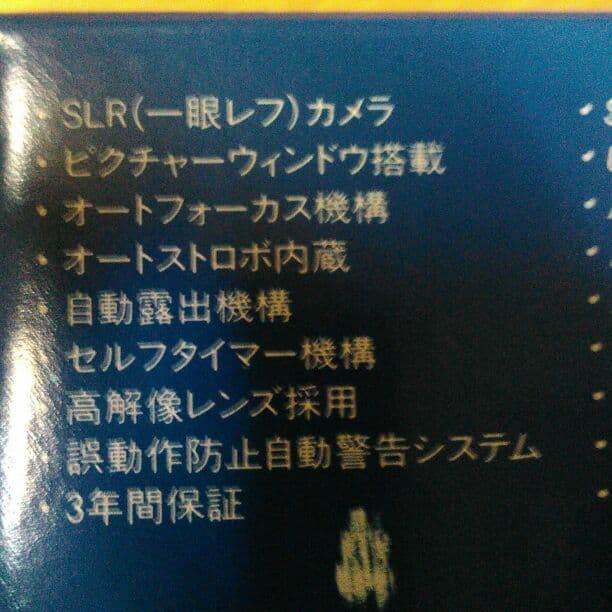 ・SLR(一眼レフ)カメラ
・ピクチャーウィンドウ搭載
・オートフォーカス機構
・オートストロボ内蔵
・自動露出機構
・セルフタイマー機構
・高解像レンズ採用
・誤動作防止自動警告システム
・3年間保証